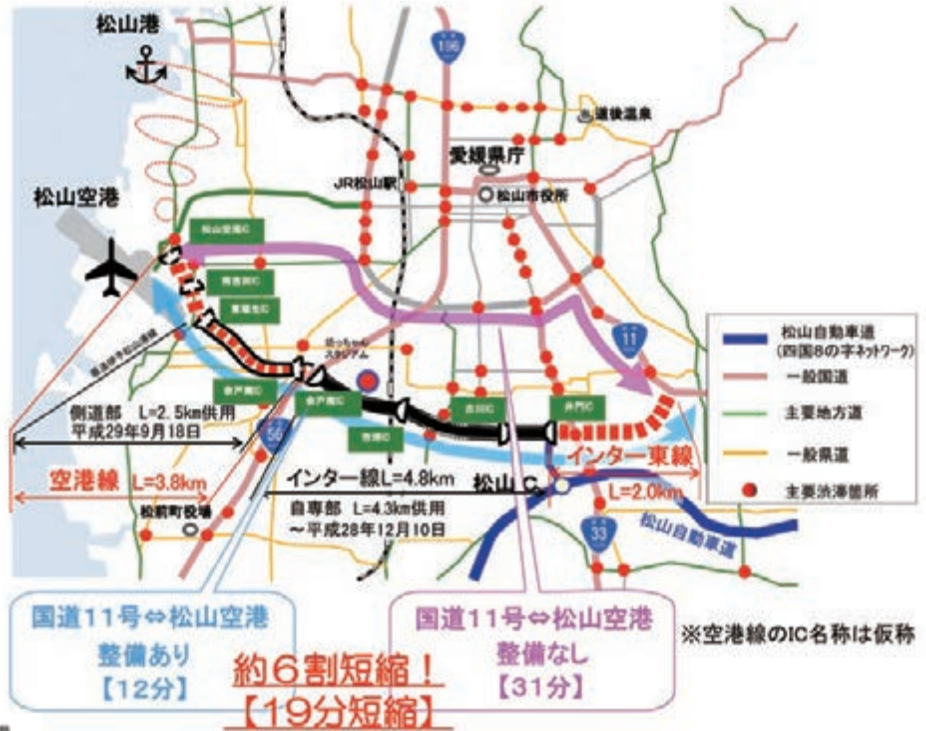 松山港
196
道後温泉
愛媛県庁
JR松山駅
松山市役所
松山空港
松山空港IC
南吉田IC
東垣生IC
坊っちゃん
スタジアム
11
松山自動車道
(四国8の字ネットワーク)
一般国道
主要地方道
一般県道
主要渋滞箇所
余戸南IC
余戸南IC
市坪IC
古川IC
井門IC
側道部 L=2.5km供用
平成29年9月18日
56
空港線 L=3.8km
インター線L=4.8km
松山IC
インター東線
L=2.0km
松前町役場
自専部 L=4.3km供用
～平成28年12月10日
33
松山自動車道
国道11号⇔松山空港
整備あり
【12分】
国道11号⇔松山空港
整備なし
【31分】
約6割短縮！
【19分短縮】
※空港線のIC名称は仮称